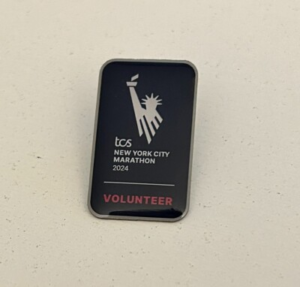 tcs
NEW YORK CITY
MARATHON
2024
VOLUNTEER